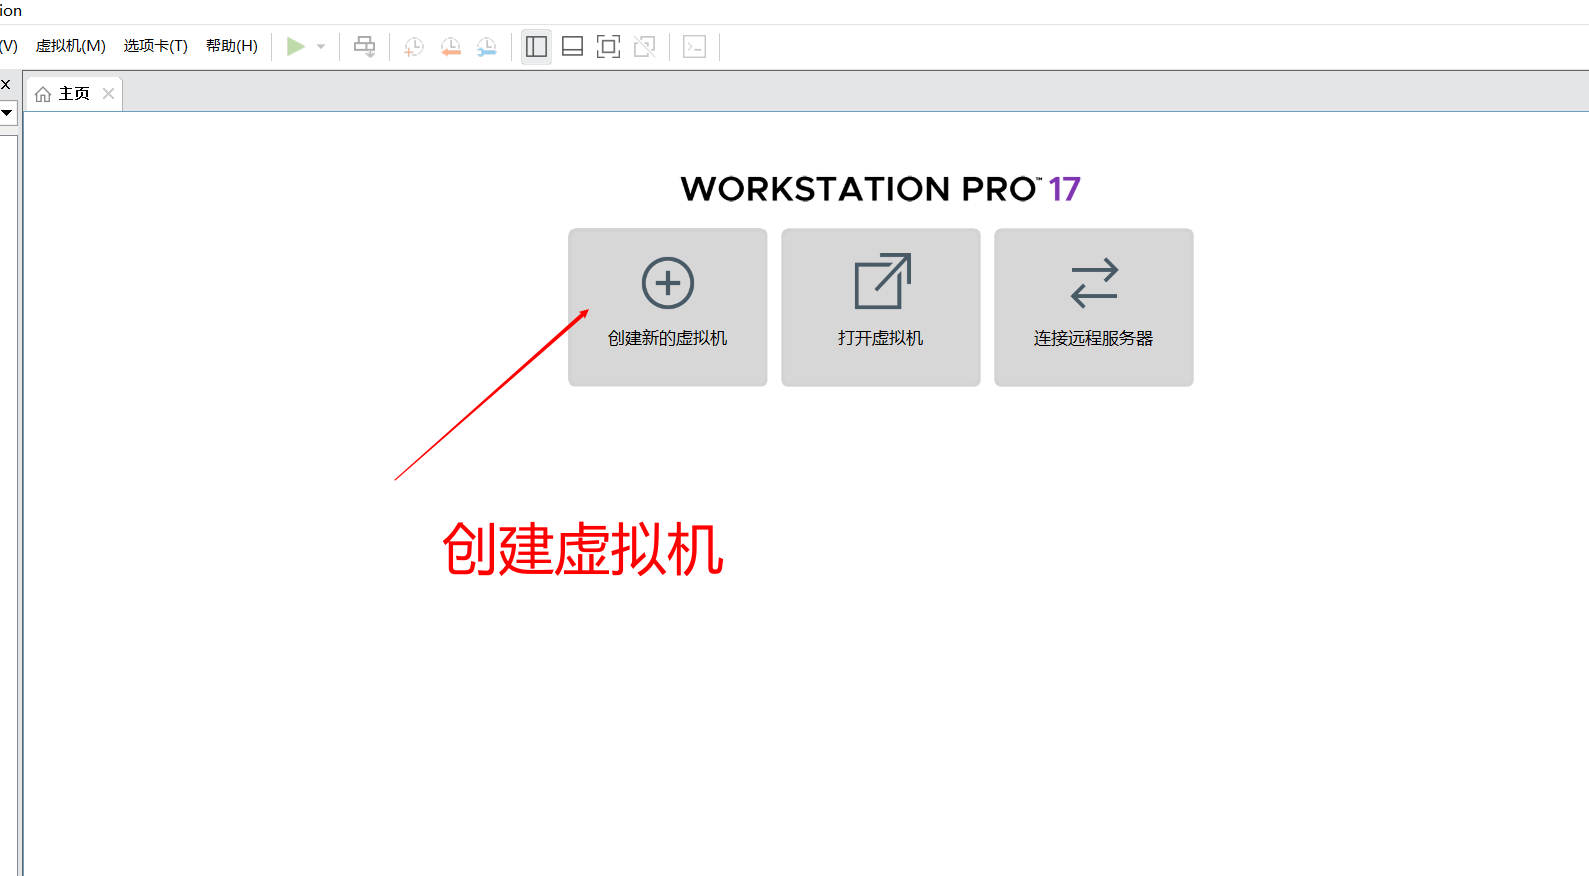 ion
(V) 虚拟机(M) 选项卡(T) 帮助(H)
主页
WORKSTATION PRO™ 17
创建新的虚拟机 打开虚拟机 连接远程服务器
创建虚拟机